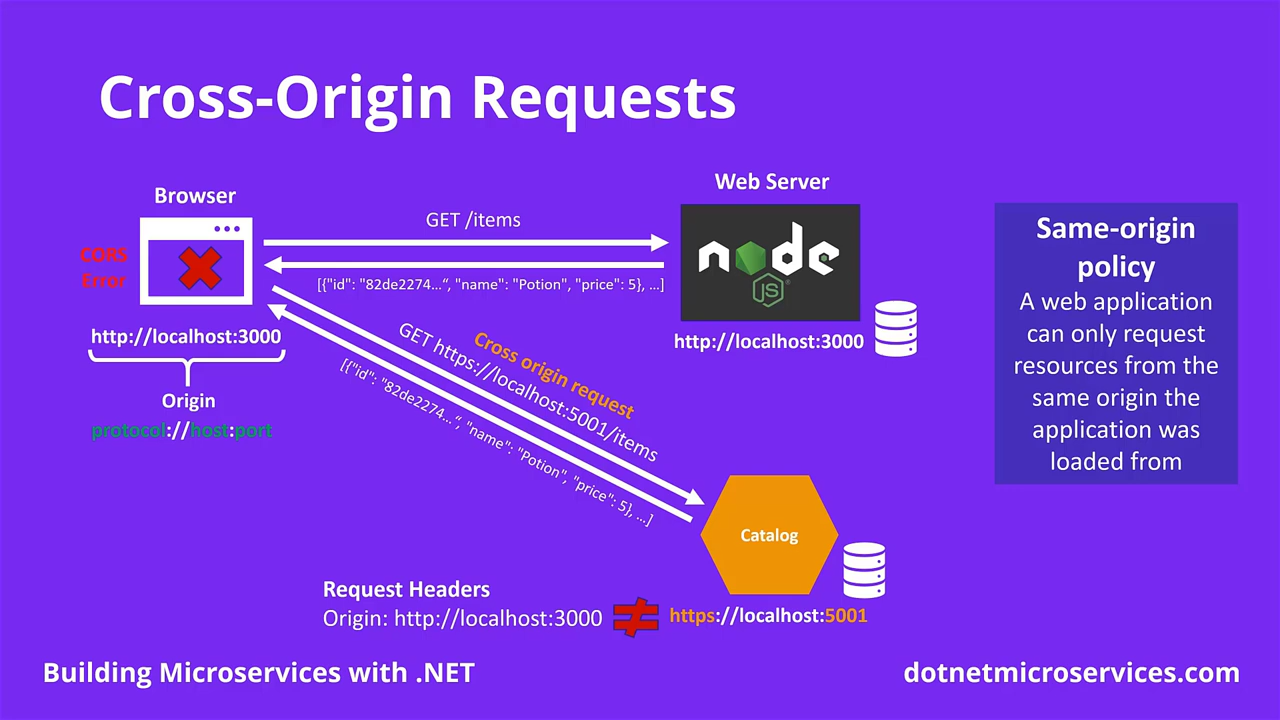 Cross-Origin Requests
Browser
Web Server
GET /items
CORS
Error
[{"id": "82de2274…“, "name": "Potion", "price": 5}, …]
node
JS
http://localhost:3000
http://localhost:3000
Origin
protocol://host:port
Cross origin request
GET https://localhost:5001/items
[{"id": "82de2274…“, "name": "Potion", "price": 5}, …]
Same-origin
policy
A web application
can only request
resources from the
same origin the
application was
loaded from
Catalog
Request Headers
Origin: http://localhost:3000
≠
https://localhost:5001
Building Microservices with .NET
dotnetmicroservices.com